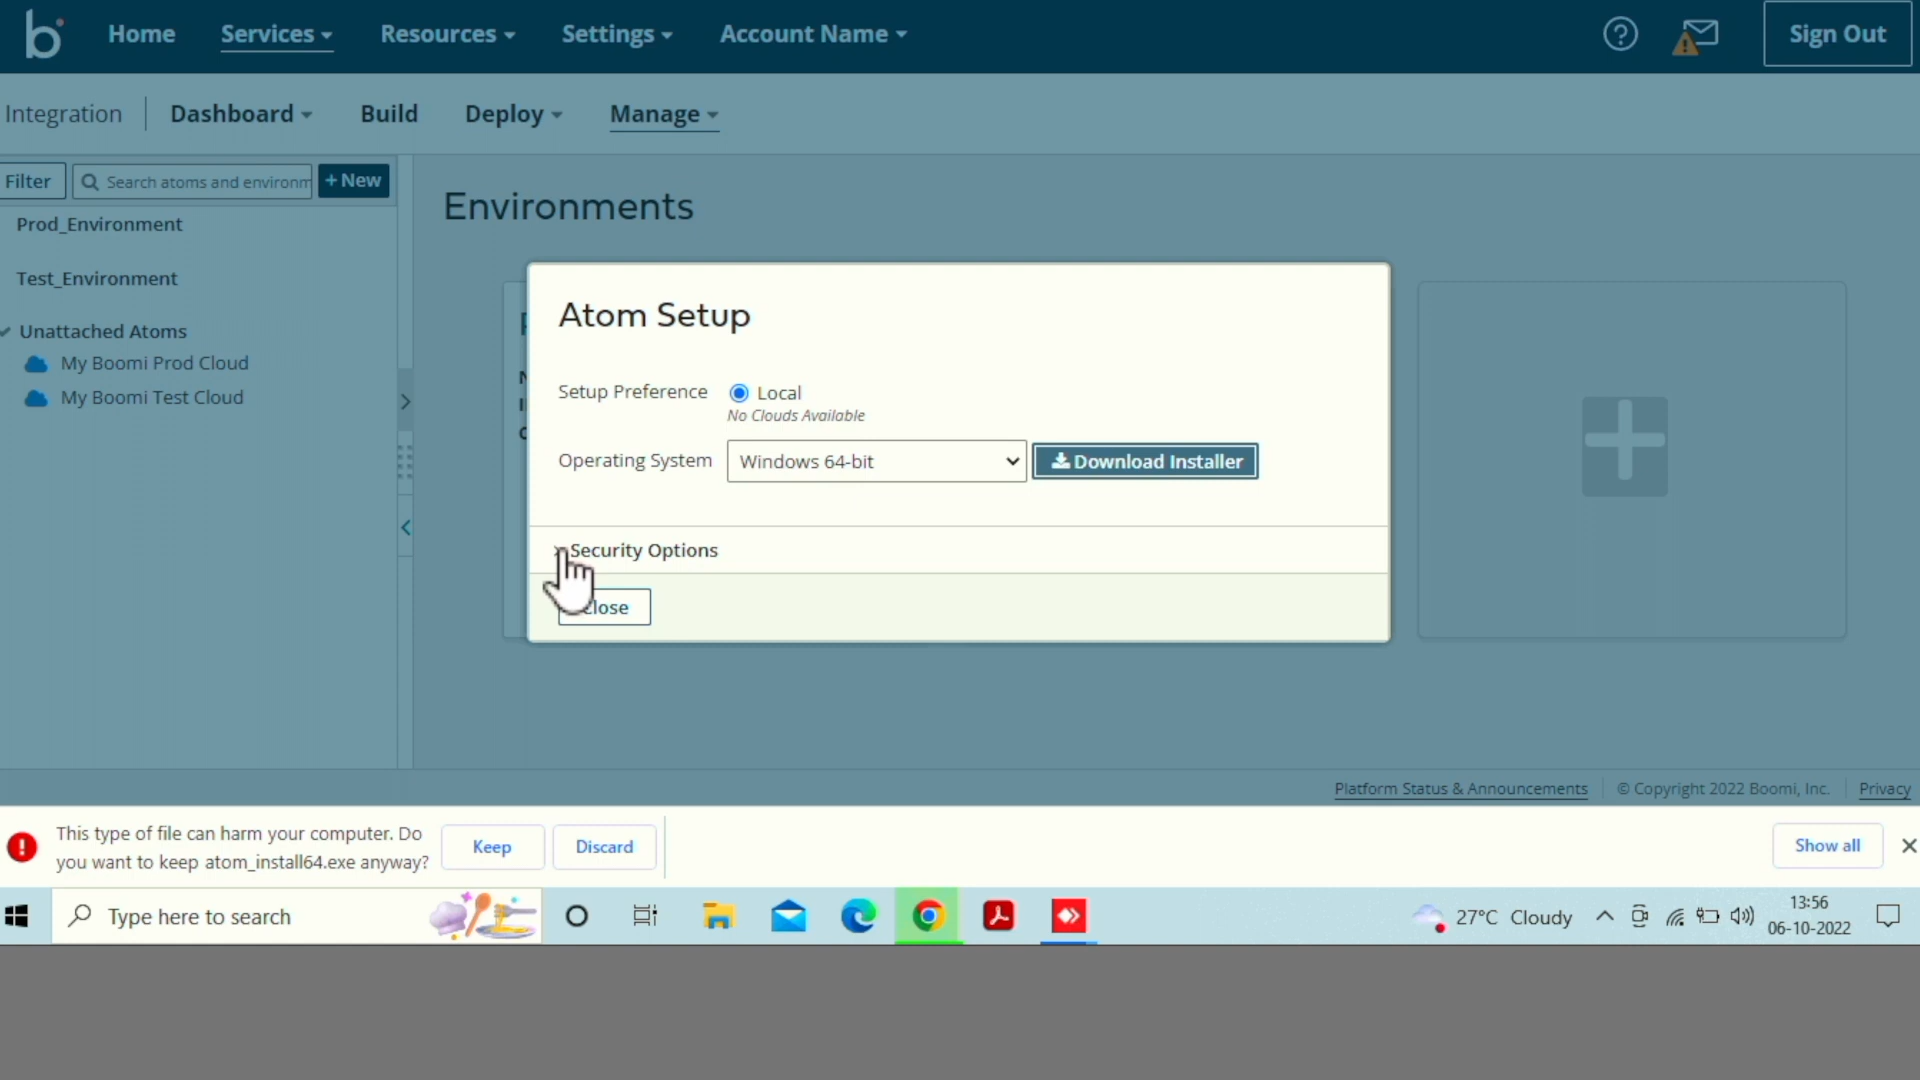 b Home Services Resources Settings Account Name Sign Out
Integration Dashboard Build Deploy Manage
Filter Search atoms and environm + New
Environments
Prod_Environment
Test_Environment
Unattached Atoms
My Boomi Prod Cloud
My Boomi Test Cloud
Atom Setup
Setup Preference Local
No Clouds Available
Operating System Windows 64-bit Download Installer
Security Options
Close
Platform Status & Announcements © Copyright 2022 Boomi, Inc. Privacy
This type of file can harm your computer. Do
you want to keep atom_install64.exe anyway?
Keep Discard Show all
Type here to search 27°C Cloudy 13:56
06-10-2022